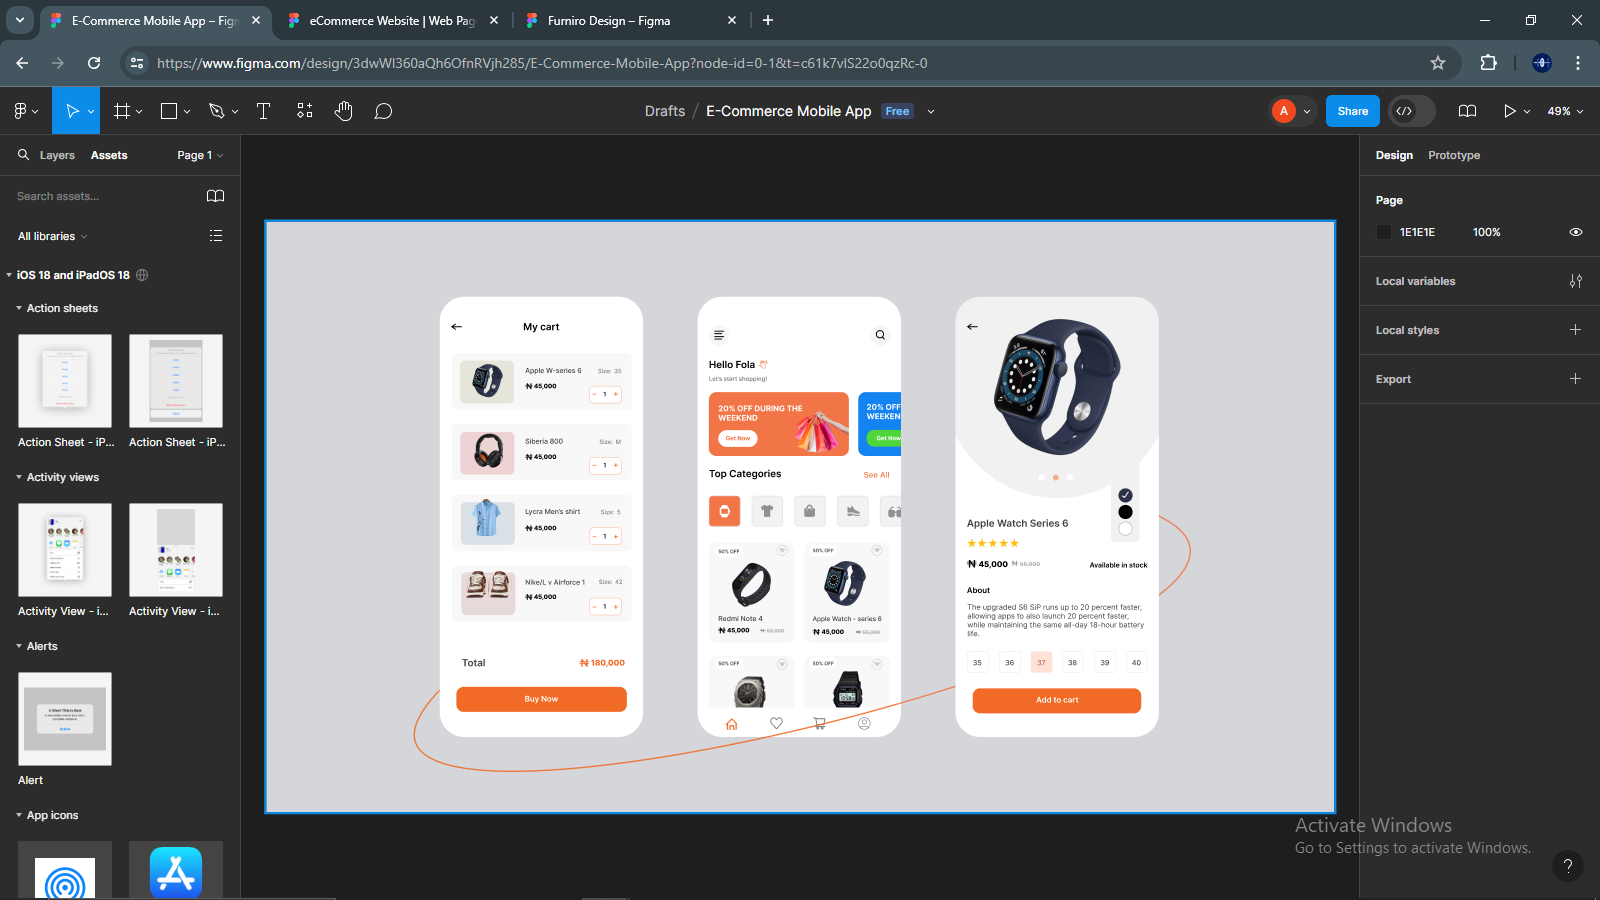 E-Commerce Mobile App – Fig
eCommerce Website | Web Pag
Furniro Design – Figma
https://www.figma.com/design/3dwWl360aQh6OfnRVjh285/E-Commerce-Mobile-App?node-id=0-1&t=c61k7vlS22o0qzRc-0
Drafts / E-Commerce Mobile App Free
A
Share
49%
Layers
Assets
Page 1
Search assets...
All libraries
iOS 18 and iPadOS 18
Action sheets
Action Sheet - iP...
Action Sheet - iP...
Activity views
Activity View - i...
Activity View - i...
Alerts
Alert
App icons
Design
Prototype
Page
1E1E1E
100%
Local variables
Local styles
Export
My cart
Apple W-series 6
Size: 35
₦ 45,000
− 1 +
Siberia 800
Size: M
₦ 45,000
− 1 +
Lycra Men's shirt
Size: S
₦ 45,000
− 1 +
Nike/L v Airforce 1
Size: 42
₦ 45,000
− 1 +
Total
₦ 180,000
Buy Now
Hello Fola
Let's start shopping!
20% OFF DURING THE
WEEKEND
Get Now
20% OFF
WEEKEN
Get Now
Top Categories
See All
50% OFF
Redmi Note 4
₦ 45,000
₦ 55,000
50% OFF
Apple Watch - series 6
₦ 45,000
₦ 55,000
50% OFF
50% OFF
Apple Watch Series 6
₦ 45,000
₦ 55,000
Available in stock
About
The upgraded S6 SiP runs up to 20 percent faster,
allowing apps to also launch 20 percent faster,
while maintaining the same all-day 18-hour battery
life.
35
36
37
38
39
40
Add to cart
Activate Windows
Go to Settings to activate Windows.
?